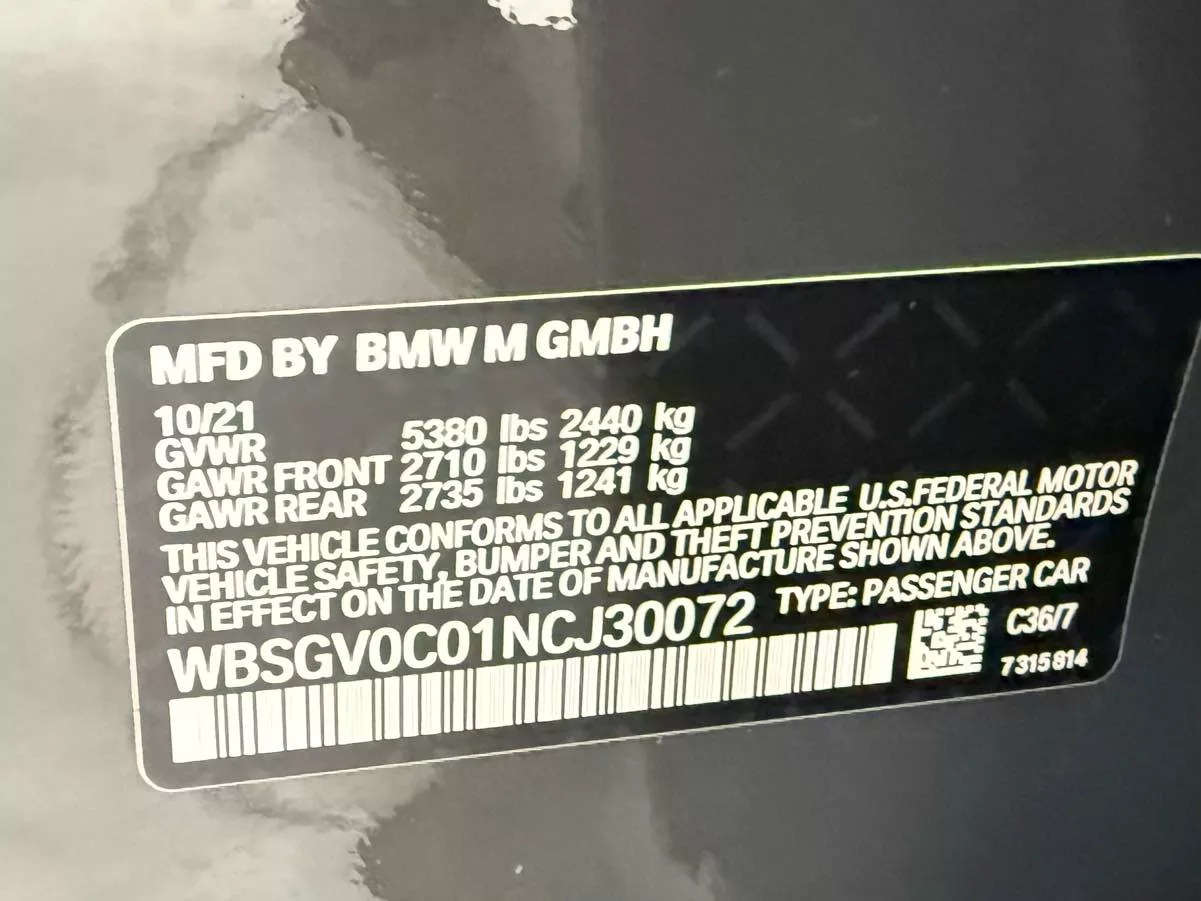 MFD BY BMW M GMBH
10/21
GVWR 5380 lbs 2440 kg
GAWR FRONT 2710 lbs 1229 kg
GAWR REAR 2735 lbs 1241 kg
THIS VEHICLE CONFORMS TO ALL APPLICABLE U.S.FEDERAL MOTOR
VEHICLE SAFETY, BUMPER AND THEFT PREVENTION STANDARDS
IN EFFECT ON THE DATE OF MANUFACTURE SHOWN ABOVE.
WBSGV0C01NCJ30072 TYPE: PASSENGER CAR
C36/7
7315814